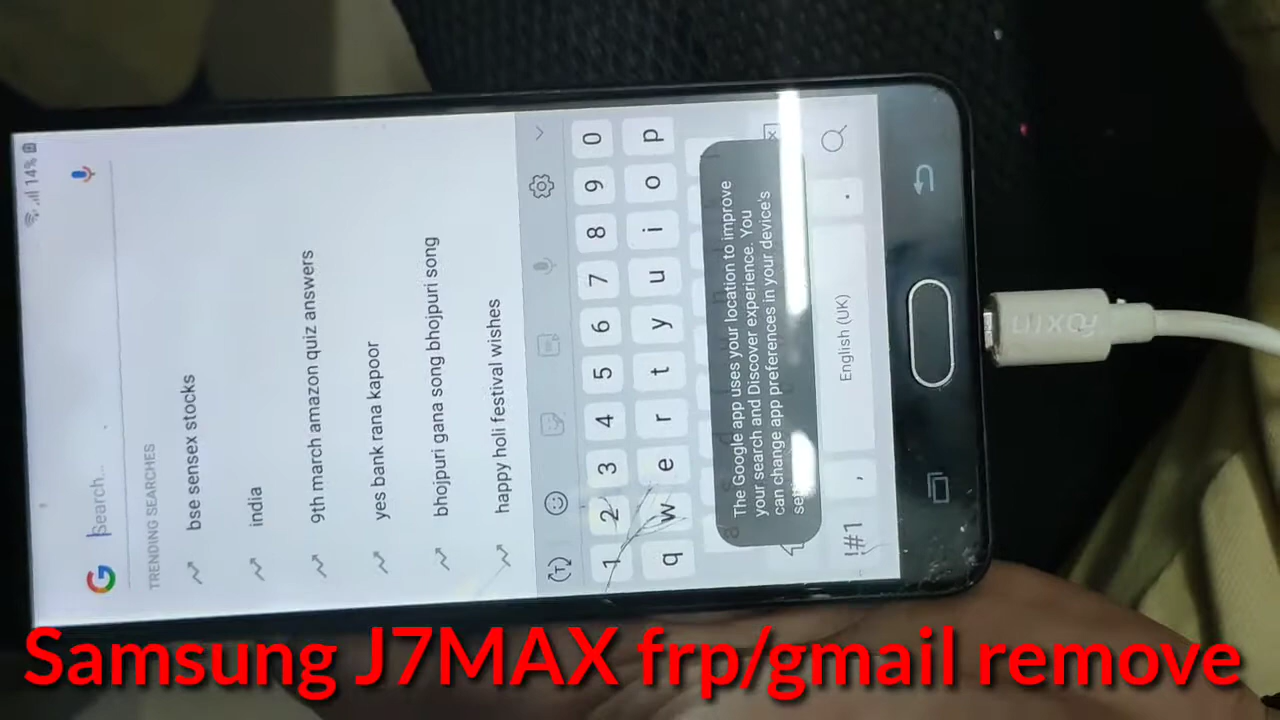 14%
Search...
TRENDING SEARCHES
bse sensex stocks
india
9th march amazon quiz answers
yes bank rana kapoor
bhojpuri gana song bhojpuri song
happy holi festival wishes
1 2 3 4 5 6 7 8 9 0
q w e r t y u i o p
The Google app uses your location to improve
your search and Discover experience. You
can change app preferences in your device's
!#1 , English (UK) .
foxin
Samsung J7MAX frp/gmail remove